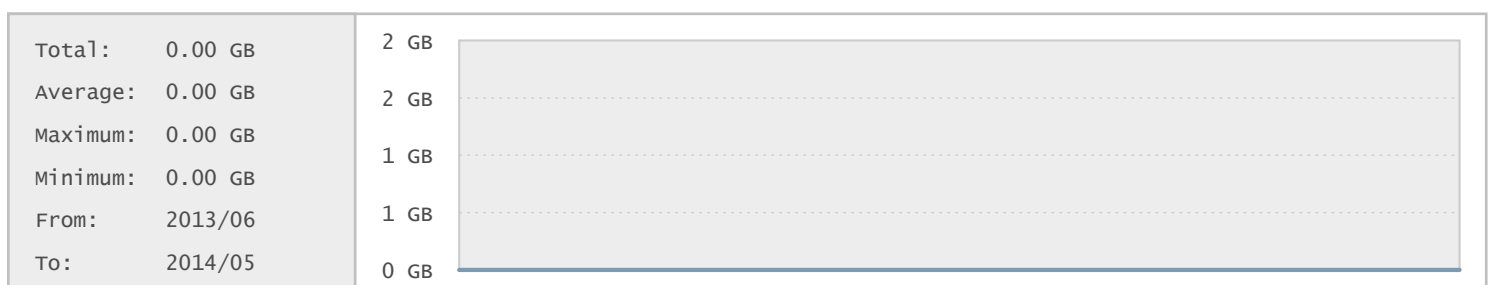 Total: 0.00 GB
Average: 0.00 GB
Maximum: 0.00 GB
Minimum: 0.00 GB
From: 2013/06
To: 2014/05
2 GB
2 GB
1 GB
1 GB
0 GB